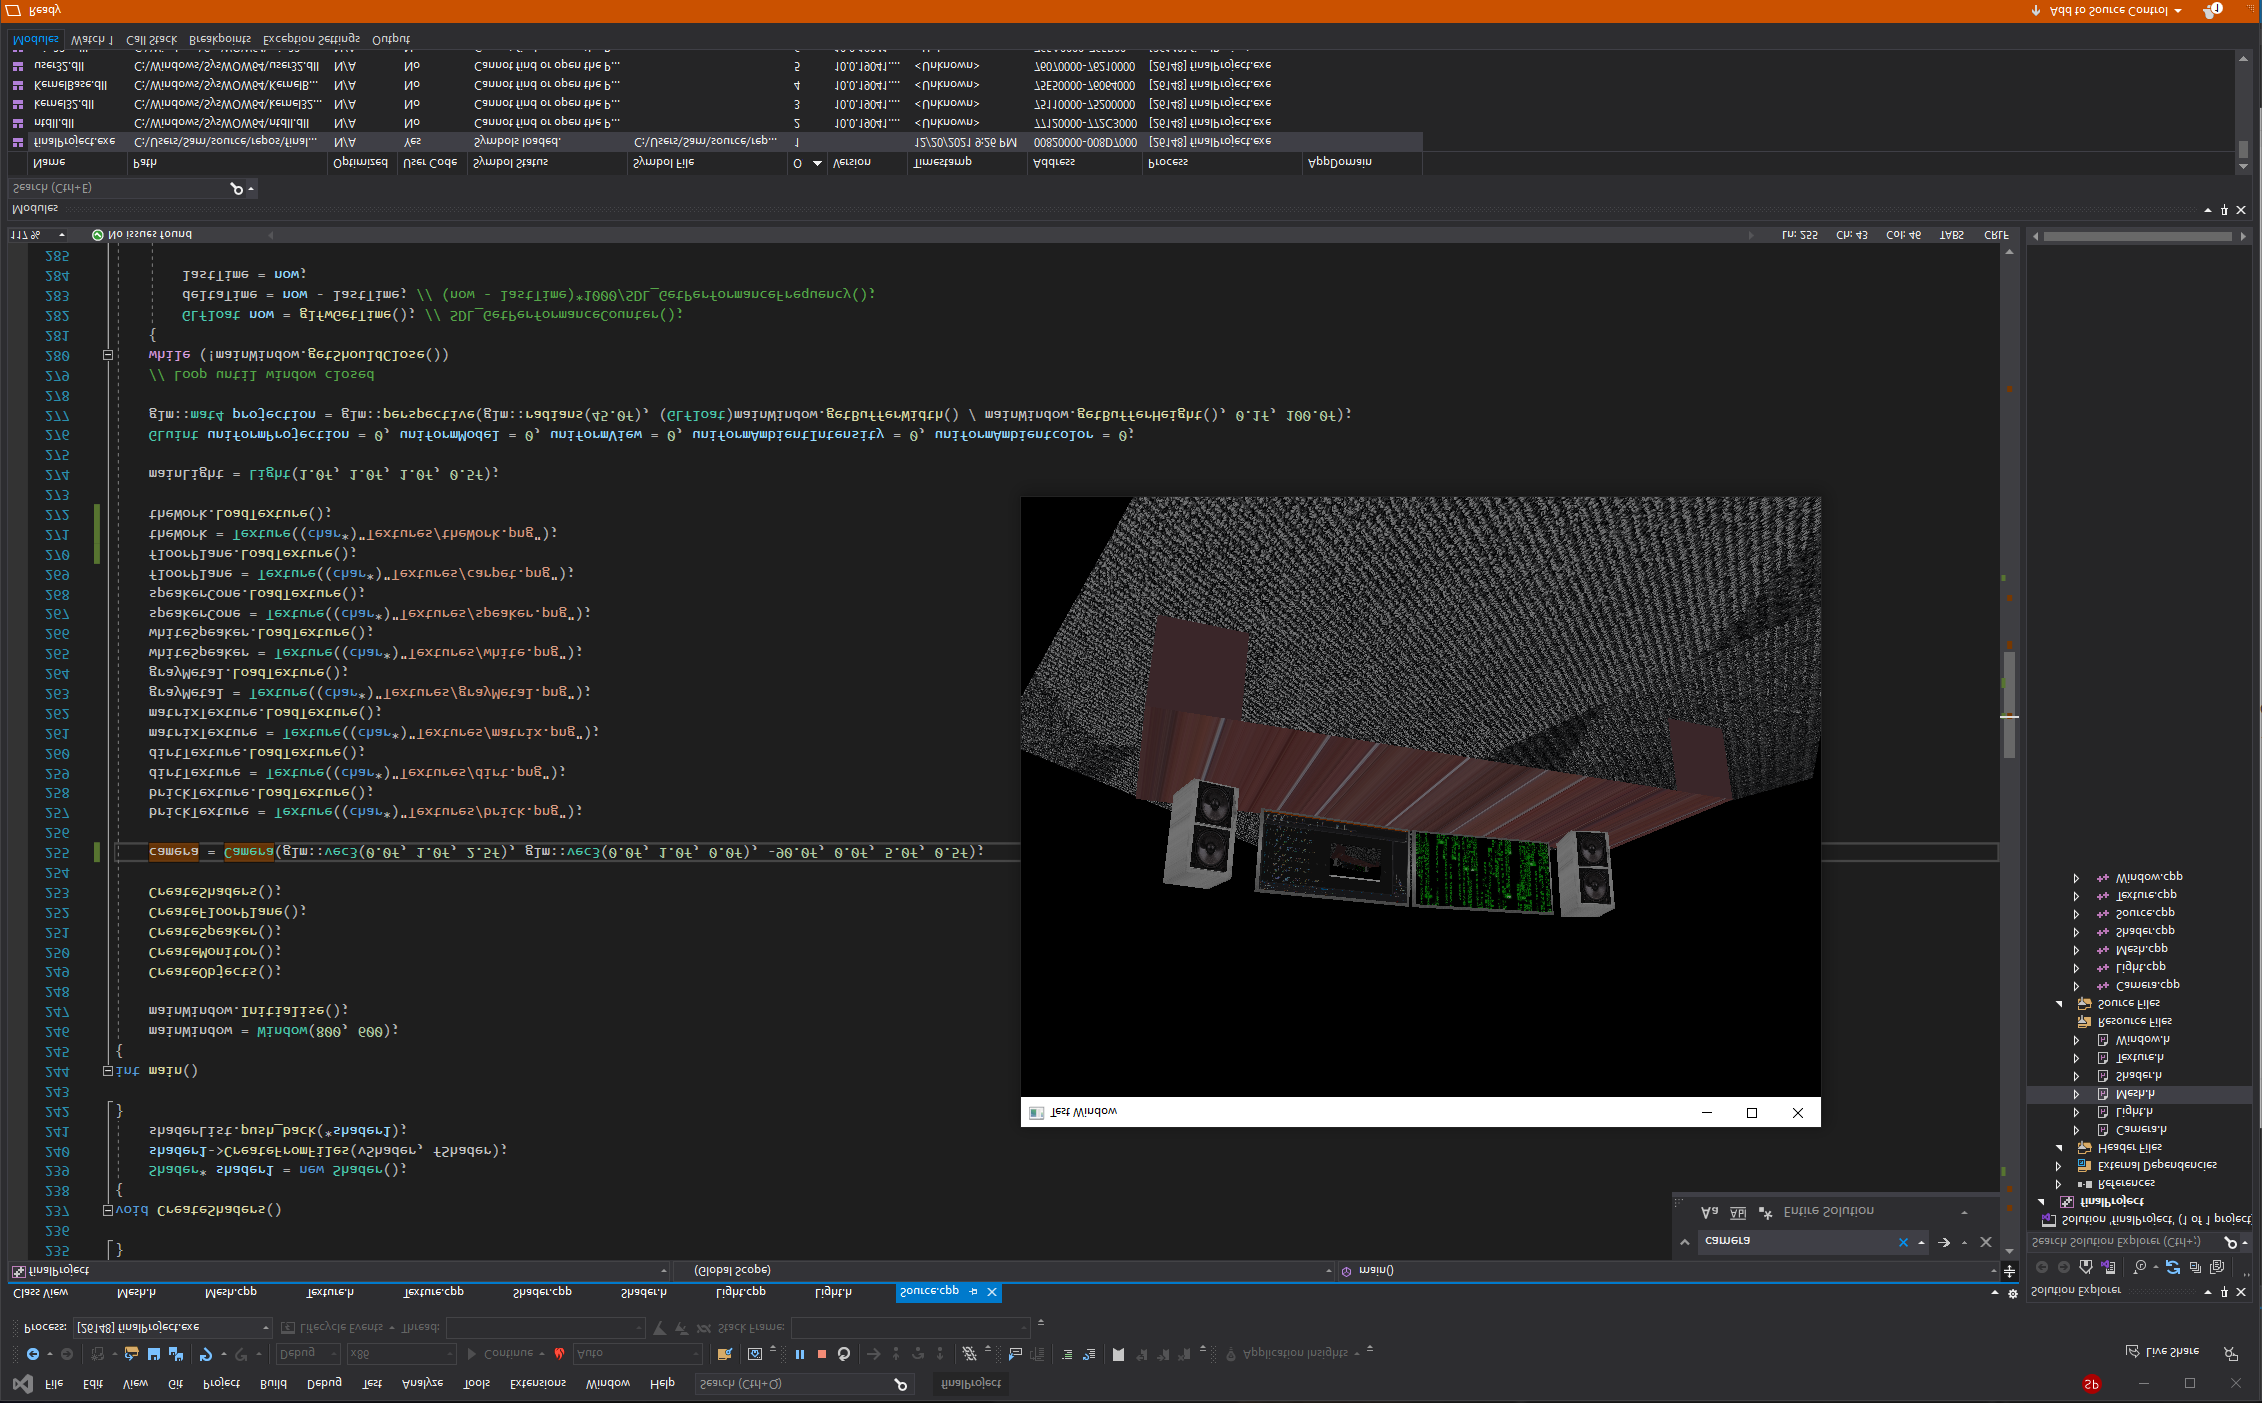 File Edit View Git Project Build Debug Test Analyze Tools Extensions Window Help Search (Ctrl+Q) finalProject SP
Debug x86 Continue Auto Application Insights Live Share
Process: [26148] finalProject.exe Lifecycle Events Thread: Stack Frame:
Class View Mesh.h Mesh.cpp Texture.h Texture.cpp Shader.cpp Shader.h Light.cpp Light.h Source.cpp
finalProject (Global Scope) main()
235 }
236
237 void CreateShaders()
238 {
239 Shader* shader1 = new Shader();
240 shader1->CreateFromFiles(vShader, fShader);
241 shaderList.push_back(*shader1);
242 }
243
244 int main()
245 {
246 mainWindow = Window(800, 600);
247 mainWindow.Initialise();
248
249 CreateObjects();
250 CreateMonitor();
251 CreateSpeaker();
252 CreateFloorPlane();
253 CreateShaders();
254
255 camera = Camera(glm::vec3(0.0f, 1.0f, 2.5f), glm::vec3(0.0f, 1.0f, 0.0f), -90.0f, 0.0f, 5.0f, 0.5f);
256
257 brickTexture = Texture((char*)"Textures/brick.png");
258 brickTexture.LoadTexture();
259 dirtTexture = Texture((char*)"Textures/dirt.png");
260 dirtTexture.LoadTexture();
261 matrixTexture = Texture((char*)"Textures/matrix.png");
262 matrixTexture.LoadTexture();
263 grayMetal = Texture((char*)"Textures/grayMetal.png");
264 grayMetal.LoadTexture();
265 whiteSpeaker = Texture((char*)"Textures/white.png");
266 whiteSpeaker.LoadTexture();
267 speakerCone = Texture((char*)"Textures/speaker.png");
268 speakerCone.LoadTexture();
269 floorPlane = Texture((char*)"Textures/carpet.png");
270 floorPlane.LoadTexture();
271 theWork = Texture((char*)"Textures/theWork.png");
272 theWork.LoadTexture();
273
274 mainLight = Light(1.0f, 1.0f, 1.0f, 0.5f);
275
276 GLuint uniformProjection = 0, uniformModel = 0, uniformView = 0, uniformAmbientIntensity = 0, uniformAmbientcolor = 0;
277 glm::mat4 projection = glm::perspective(glm::radians(45.0f), (GLfloat)mainWindow.getBufferWidth() / mainWindow.getBufferHeight(), 0.1f, 100.0f);
278
279 // Loop until window closed
280 while (!mainWindow.getShouldClose())
281 {
282 GLfloat now = glfwGetTime(); // SDL_GetPerformanceCounter();
283 deltaTime = now - lastTime; // (now - lastTime)*1000/SDL_GetPerformanceFrequency();
284 lastTime = now;
285
camera
Aa Entire Solution
Test Window
117 % No issues found Ln: 255 Ch: 43 Col: 46 TABS CRLF
Solution Explorer
Search Solution Explorer (Ctrl+;)
Solution 'finalProject' (1 of 1 project
finalProject
References
External Dependencies
Header Files
Camera.h
Light.h
Mesh.h
Shader.h
Texture.h
Window.h
Resource Files
Source Files
Camera.cpp
Light.cpp
Mesh.cpp
Shader.cpp
Source.cpp
Texture.cpp
Window.cpp
Modules
Search (Ctrl+E)
Name Path Optimized User Code Symbol Status Symbol File O Version Timestamp Address Process AppDomain
finalProject.exe C:\Users\Sam\source\repos\final... N/A Yes Symbols loaded. C:\Users\Sam\source\rep... 1 12/20/2021 9:26 PM 00820000-008D7000 [26148] finalProject.exe
ntdll.dll C:\Windows\SysWOW64\ntdll.dll N/A No Cannot find or open the P... 2 10.0.19041.... <Unknown> 77120000-772C3000 [26148] finalProject.exe
kernel32.dll C:\Windows\SysWOW64\kernel32... N/A No Cannot find or open the P... 3 10.0.19041.... <Unknown> 75110000-75200000 [26148] finalProject.exe
KernelBase.dll C:\Windows\SysWOW64\KernelB... N/A No Cannot find or open the P... 4 10.0.19041.... <Unknown> 75E50000-76064000 [26148] finalProject.exe
user32.dll C:\Windows\SysWOW64\user32.dll N/A No Cannot find or open the P... 5 10.0.19041.... <Unknown> 76070000-76210000 [26148] finalProject.exe
Modules Watch 1 Call Stack Breakpoints Exception Settings Output
Ready Add to Source Control 1